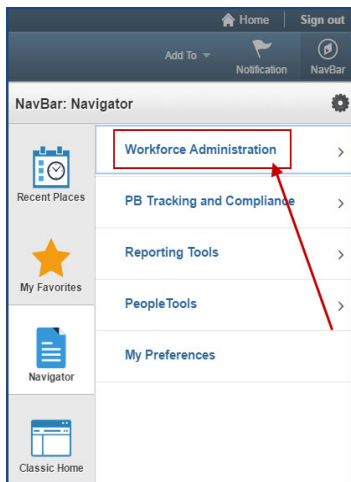 Home Sign out
Add To
Notification NavBar
NavBar: Navigator
Recent Places
My Favorites
Navigator
Classic Home
Workforce Administration
PB Tracking and Compliance
Reporting Tools
PeopleTools
My Preferences